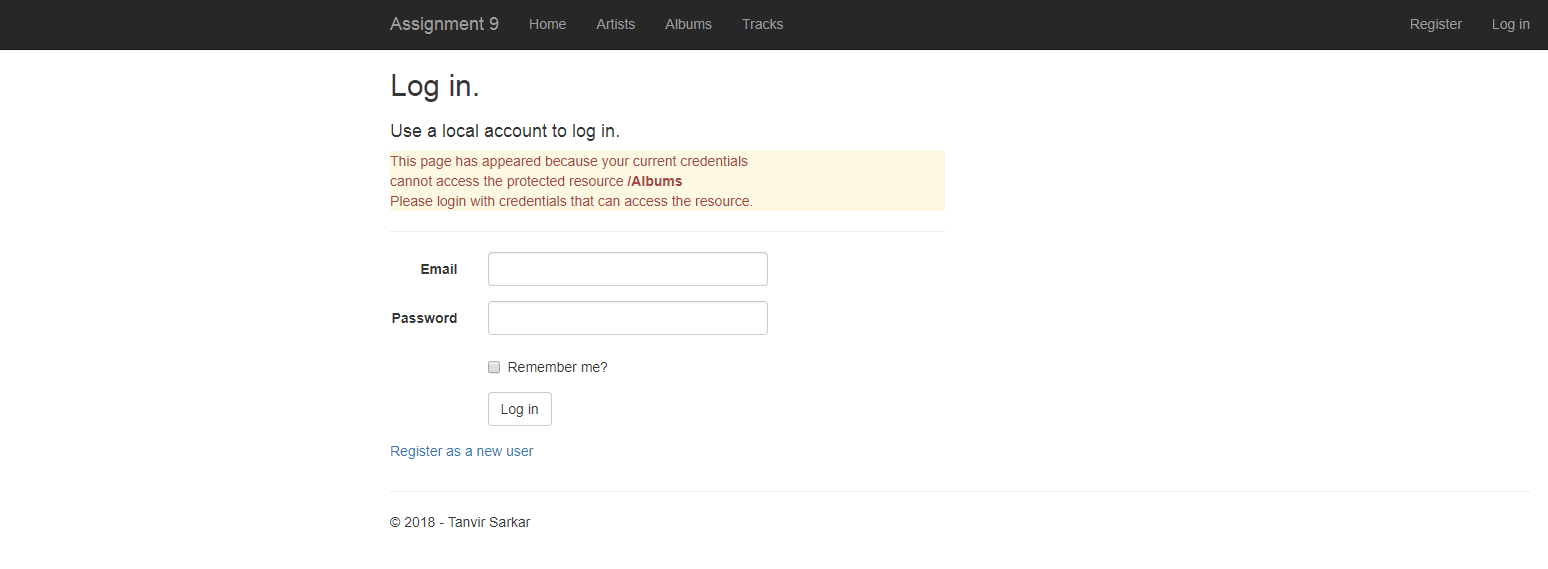 Assignment 9 Home Artists Albums Tracks Register Log in
Log in.
Use a local account to log in.
This page has appeared because your current credentials
cannot access the protected resource /Albums
Please login with credentials that can access the resource.
Email
Password
Remember me?
Log in
Register as a new user
© 2018 - Tanvir Sarkar